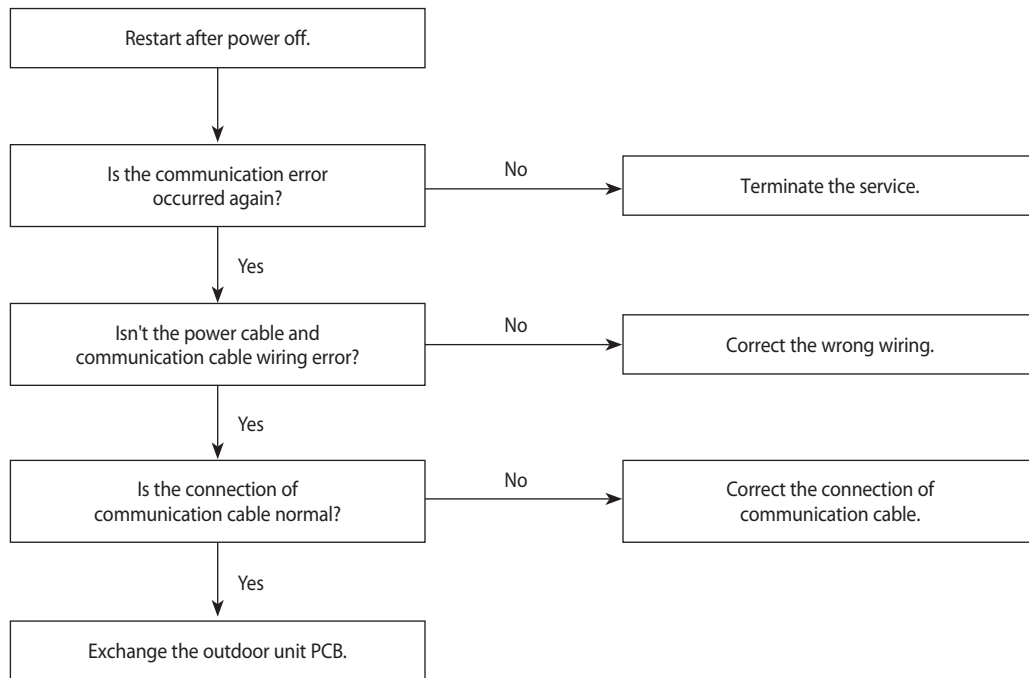 Restart after power off.
Is the communication error
occurred again?
No
Terminate the service.
Yes
Isn't the power cable and
communication cable wiring error?
No
Correct the wrong wiring.
Yes
Is the connection of
communication cable normal?
No
Correct the connection of
communication cable.
Yes
Exchange the outdoor unit PCB.